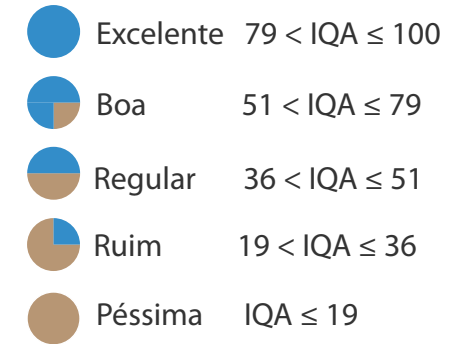 Excelente 79 < IQA ≤ 100
Boa 51 < IQA ≤ 79
Regular 36 < IQA ≤ 51
Ruim 19 < IQA ≤ 36
Péssima IQA ≤ 19